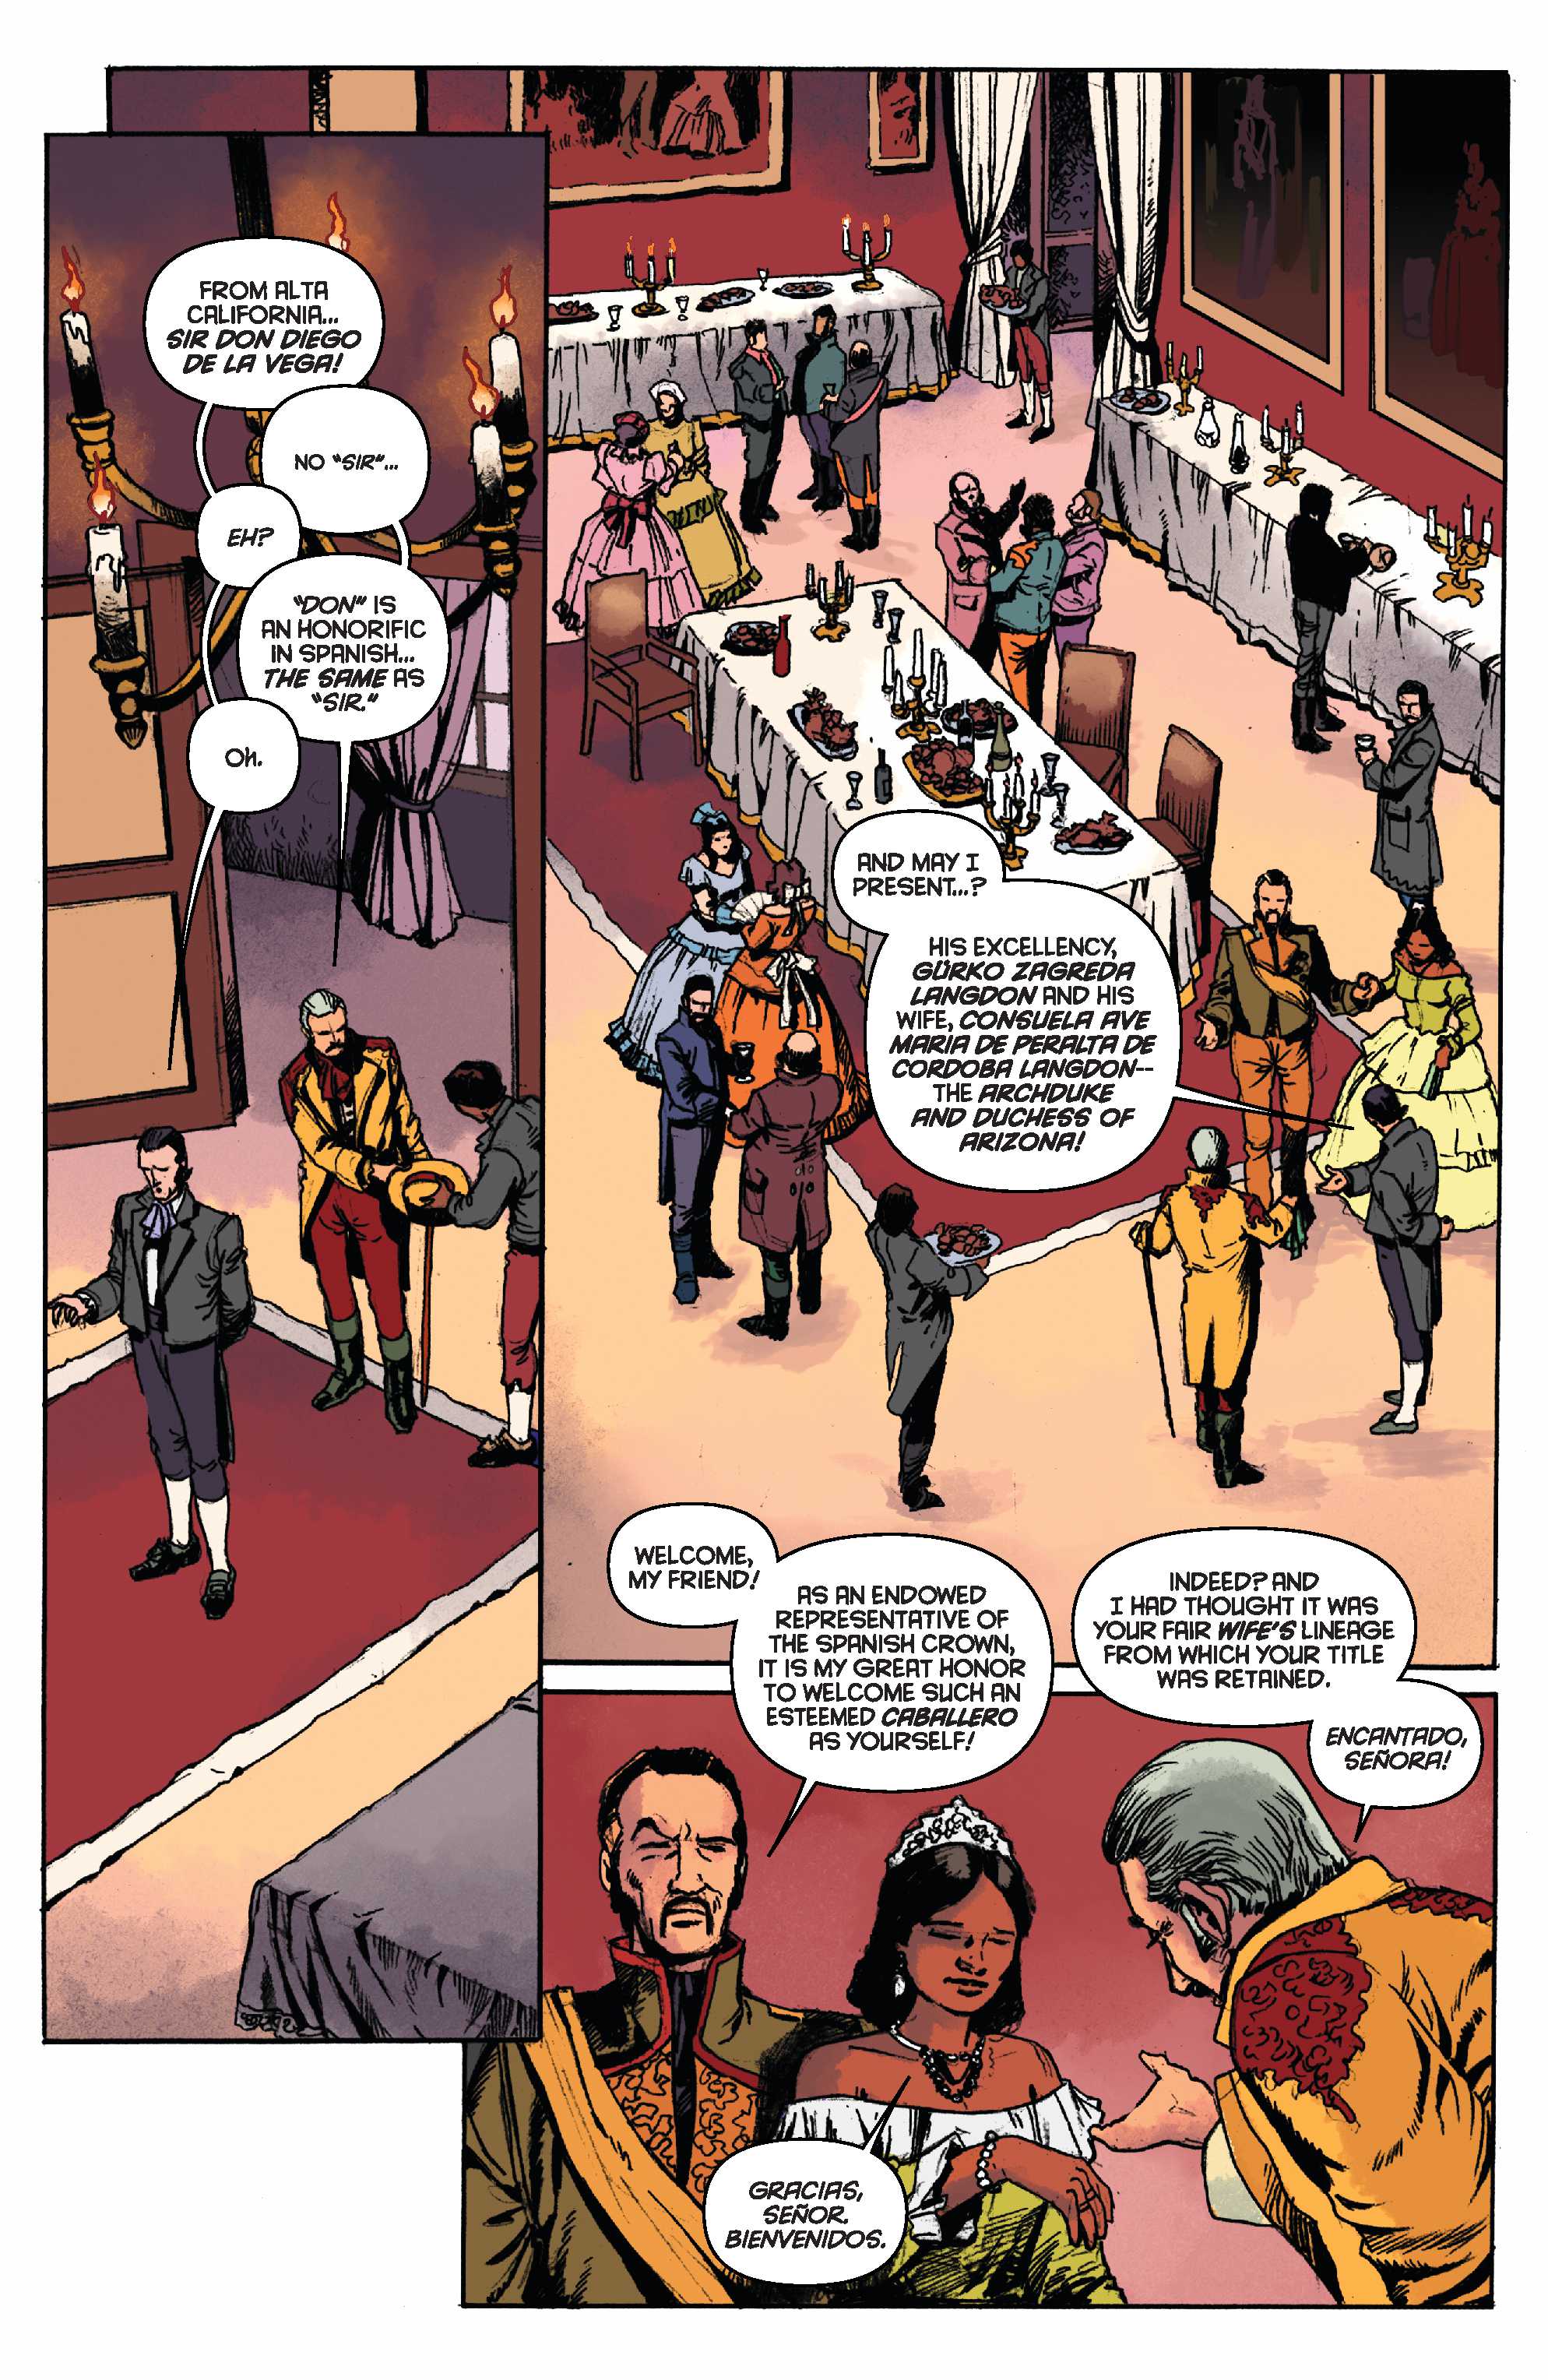 FROM ALTA
CALIFORNIA...
SIR DON DIEGO
DE LA VEGA!
NO "SIR"...
EH?
"DON" IS
AN HONORIFIC
IN SPANISH...
THE SAME AS
"SIR."
Oh.
AND MAY I
PRESENT...?
HIS EXCELLENCY,
GÜRKO ZAGREDA
LANGDON AND HIS
WIFE, CONSUELA AVE
MARIA DE PERALTA DE
CORDOBA LANGDON--
THE ARCHDUKE
AND DUCHESS OF
ARIZONA!
WELCOME,
MY FRIEND!
AS AN ENDOWED
REPRESENTATIVE OF
THE SPANISH CROWN,
IT IS MY GREAT HONOR
TO WELCOME SUCH AN
ESTEEMED CABALLERO
AS YOURSELF!
INDEED? AND
I HAD THOUGHT IT WAS
YOUR FAIR WIFE'S LINEAGE
FROM WHICH YOUR TITLE
WAS RETAINED.
ENCANTADO,
SEÑORA!
GRACIAS,
SEÑOR.
BIENVENIDOS.